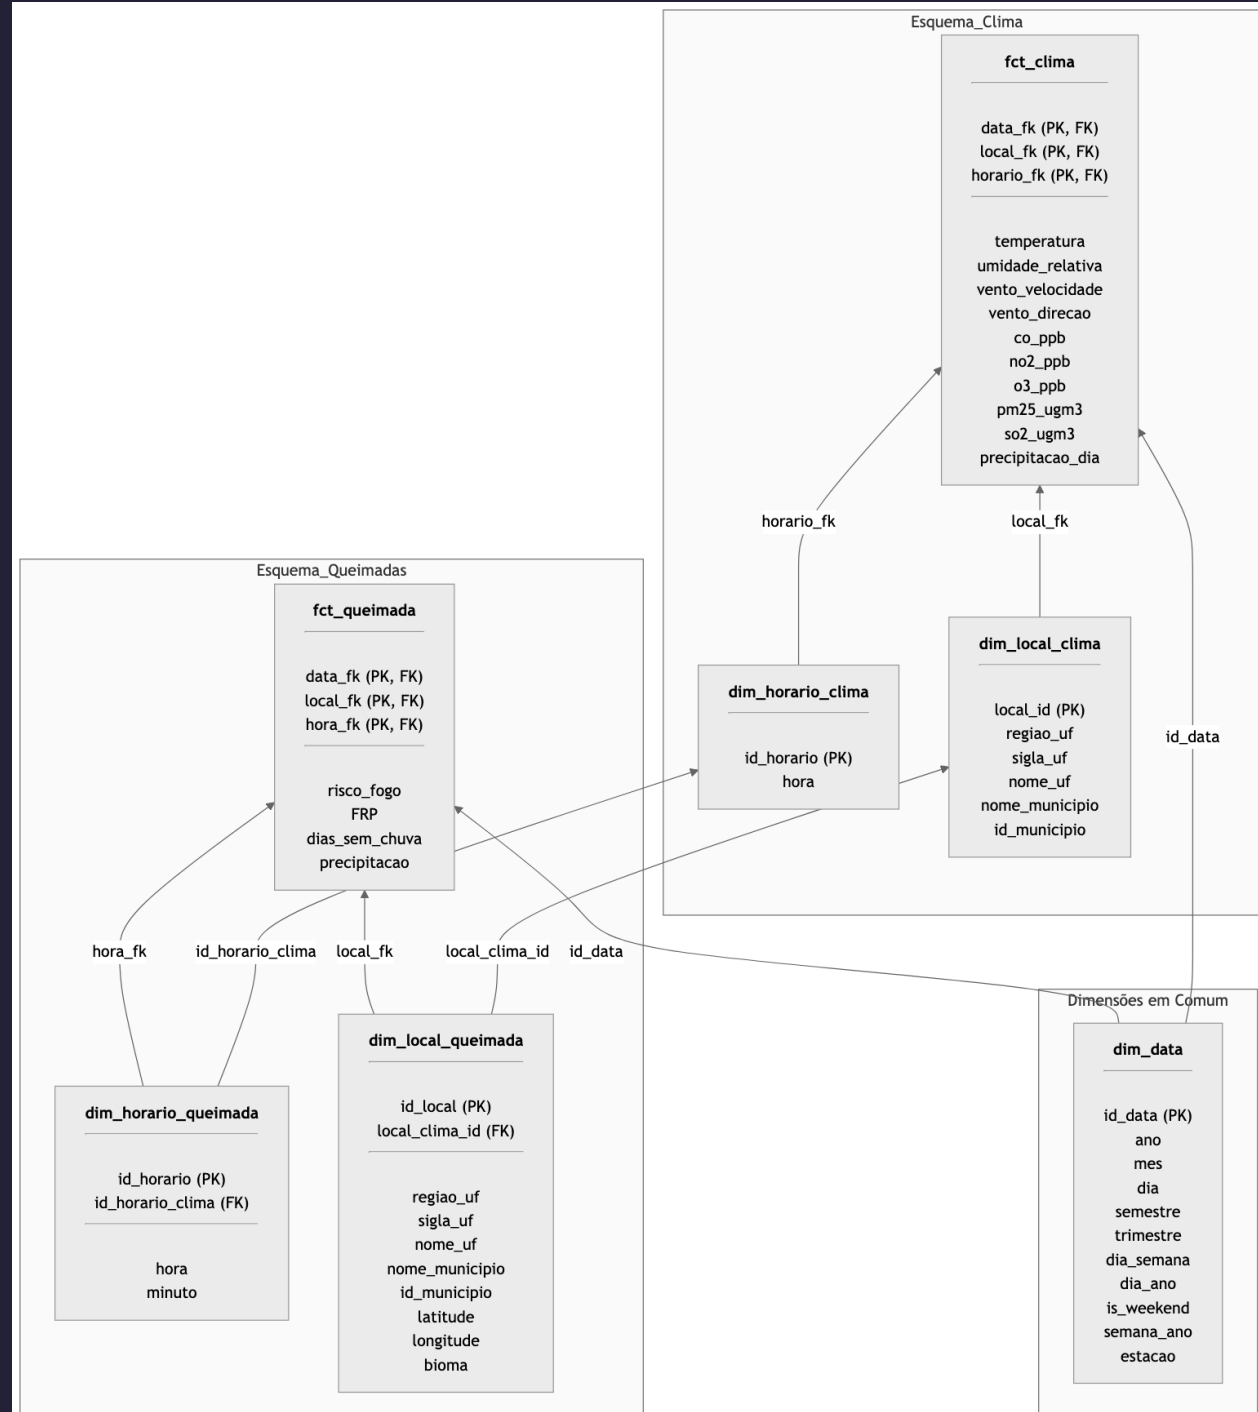 Esquema_Clima
fct_clima
data_fk (PK, FK)
local_fk (PK, FK)
horario_fk (PK, FK)
temperatura
umidade_relativa
vento_velocidade
vento_direcao
co_ppb
no2_ppb
o3_ppb
pm25_ugm3
so2_ugm3
precipitacao_dia
horario_fk
local_fk
id_data
dim_horario_clima
id_horario (PK)
hora
dim_local_clima
local_id (PK)
regiao_uf
sigla_uf
nome_uf
nome_municipio
id_municipio
Esquema_Queimadas
fct_queimada
data_fk (PK, FK)
local_fk (PK, FK)
hora_fk (PK, FK)
risco_fogo
FRP
dias_sem_chuva
precipitacao
hora_fk
id_horario_clima
local_fk
local_clima_id
id_data
dim_horario_queimada
id_horario (PK)
id_horario_clima (FK)
hora
minuto
dim_local_queimada
id_local (PK)
local_clima_id (FK)
regiao_uf
sigla_uf
nome_uf
nome_municipio
id_municipio
latitude
longitude
bioma
Dimensões em Comum
dim_data
id_data (PK)
ano
mes
dia
semestre
trimestre
dia_semana
dia_ano
is_weekend
semana_ano
estacao